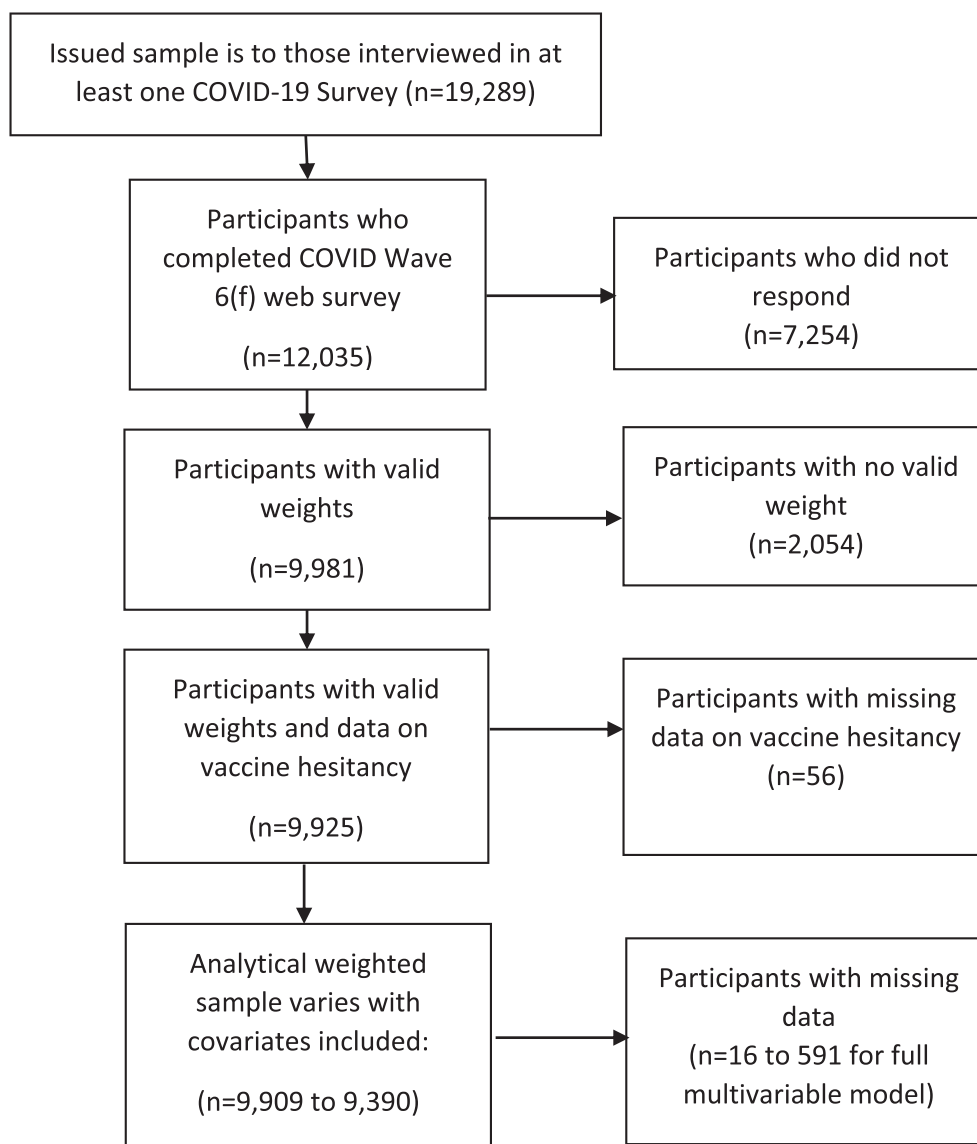 Issued sample is to those interviewed in at
least one COVID-19 Survey (n=19,289)
Participants who
completed COVID Wave
6(f) web survey
(n=12,035)
Participants who did not
respond
(n=7,254)
Participants with valid
weights
(n=9,981)
Participants with no valid
weight
(n=2,054)
Participants with valid
weights and data on
vaccine hesitancy
(n=9,925)
Participants with missing
data on vaccine hesitancy
(n=56)
Analytical weighted
sample varies with
covariates included:
(n=9,909 to 9,390)
Participants with missing
data
(n=16 to 591 for full
multivariable model)